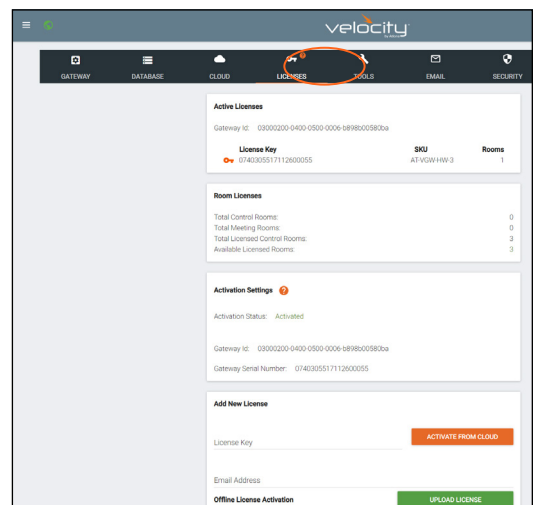 velocity
by Atlona
GATEWAY DATABASE CLOUD LICENSES TOOLS EMAIL SECURITY
Active Licenses
Gateway Id: 03000200-0400-0500-0006-b898b00580ba
License Key SKU Rooms
0740305517112600055 AT-VGW-HW-3 1
Room Licenses
Total Control Rooms: 0
Total Meeting Rooms: 0
Total Licensed Control Rooms: 3
Available Licensed Rooms: 3
Activation Settings ?
Activation Status: Activated
Gateway Id: 03000200-0400-0500-0006-b898b00580ba
Gateway Serial Number: 0740305517112600055
Add New License
License Key
ACTIVATE FROM CLOUD
Email Address
Offline License Activation UPLOAD LICENSE